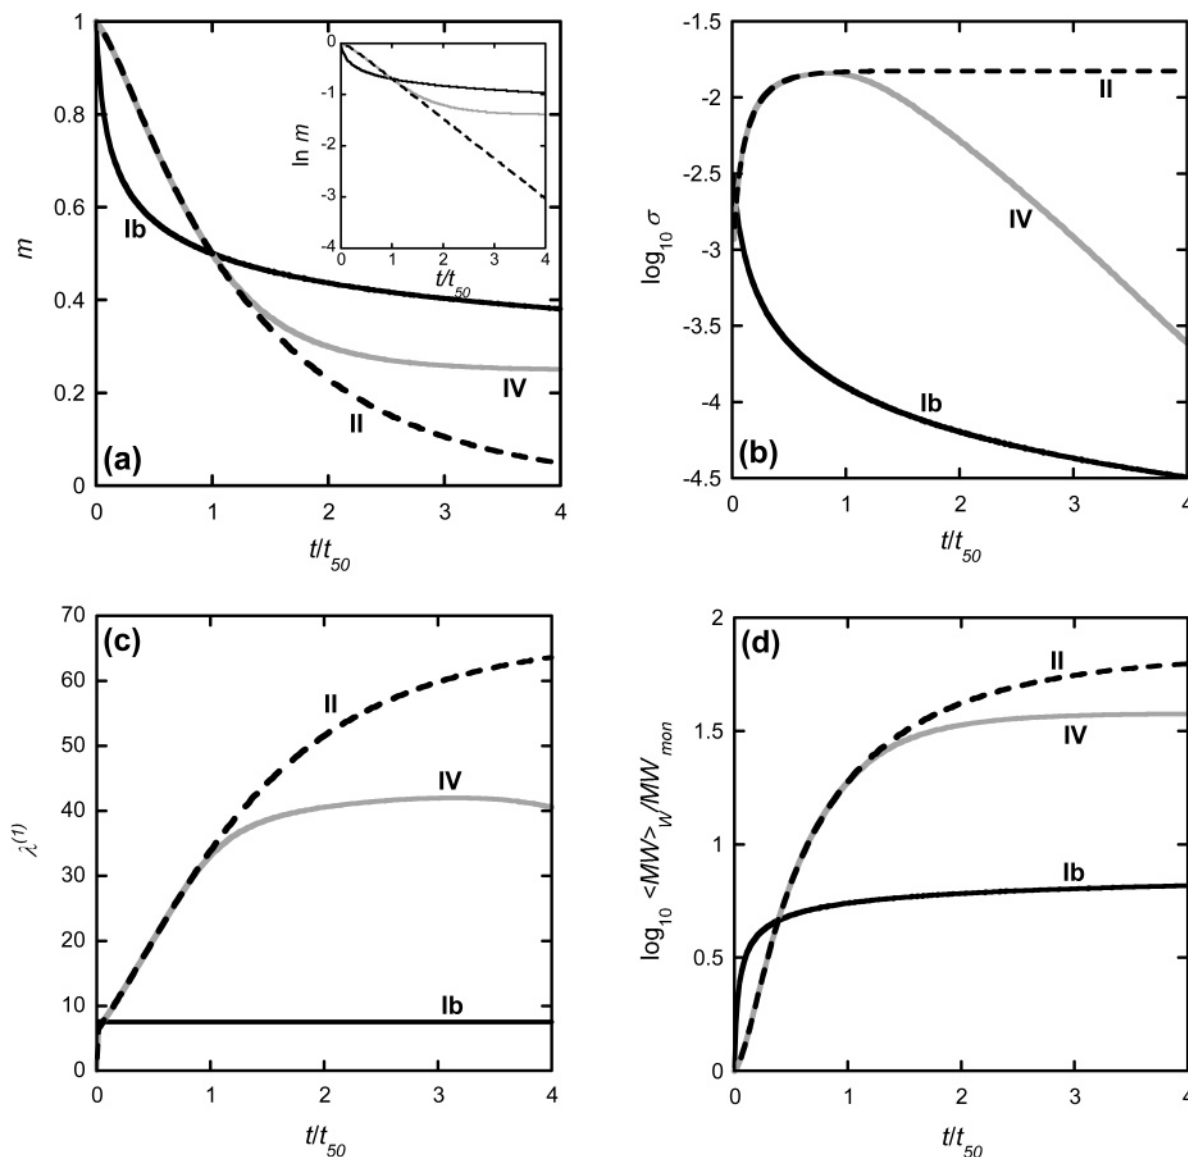 1
0.8
0.6
0.4
0.2
0
m
0
-1
-2
-3
-4
ln m
0 1 2 3 4
t/t50
Ib
IV
II
(a)
0 1 2 3 4
t/t50
-1.5
-2
-2.5
-3
-3.5
-4
-4.5
log10 σ
II
IV
Ib
(b)
0 1 2 3 4
t/t50
70
60
50
40
30
20
10
0
λ(1)
(c)
II
IV
Ib
0 1 2 3 4
t/t50
2
1.5
1
0.5
0
log10 <MW>W/MWmon
(d)
II
IV
Ib
0 1 2 3 4
t/t50